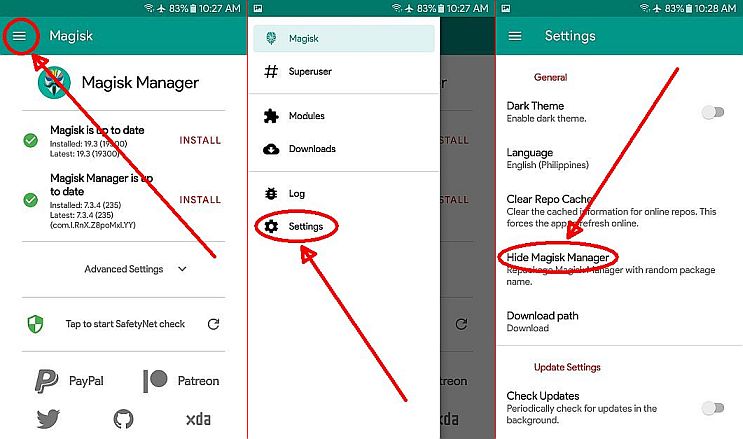 83% 10:27 AM
Magisk
Magisk Manager
Magisk is up to date
Installed: 19.3 (19300)
Latest: 19.3 (19300)
INSTALL
Magisk Manager is up
to date
Installed: 7.3.4 (235)
Latest: 7.3.4 (235)
(com.l.RnX.Z8poMxl.YY)
INSTALL
Advanced Settings
Tap to start SafetyNet check
PayPal
Patreon
xda
83% 10:27 AM
Magisk
Superuser
Modules
Downloads
Log
Settings
83% 10:28 AM
Settings
General
Dark Theme
Enable dark theme.
Language
English (Philippines)
Clear Repo Cache
Clear the cached information for online repos. This
forces the app to refresh online.
Hide Magisk Manager
Repackage Magisk Manager with random package
name.
Download path
Download
Update Settings
Check Updates
Periodically check for updates in the
background.